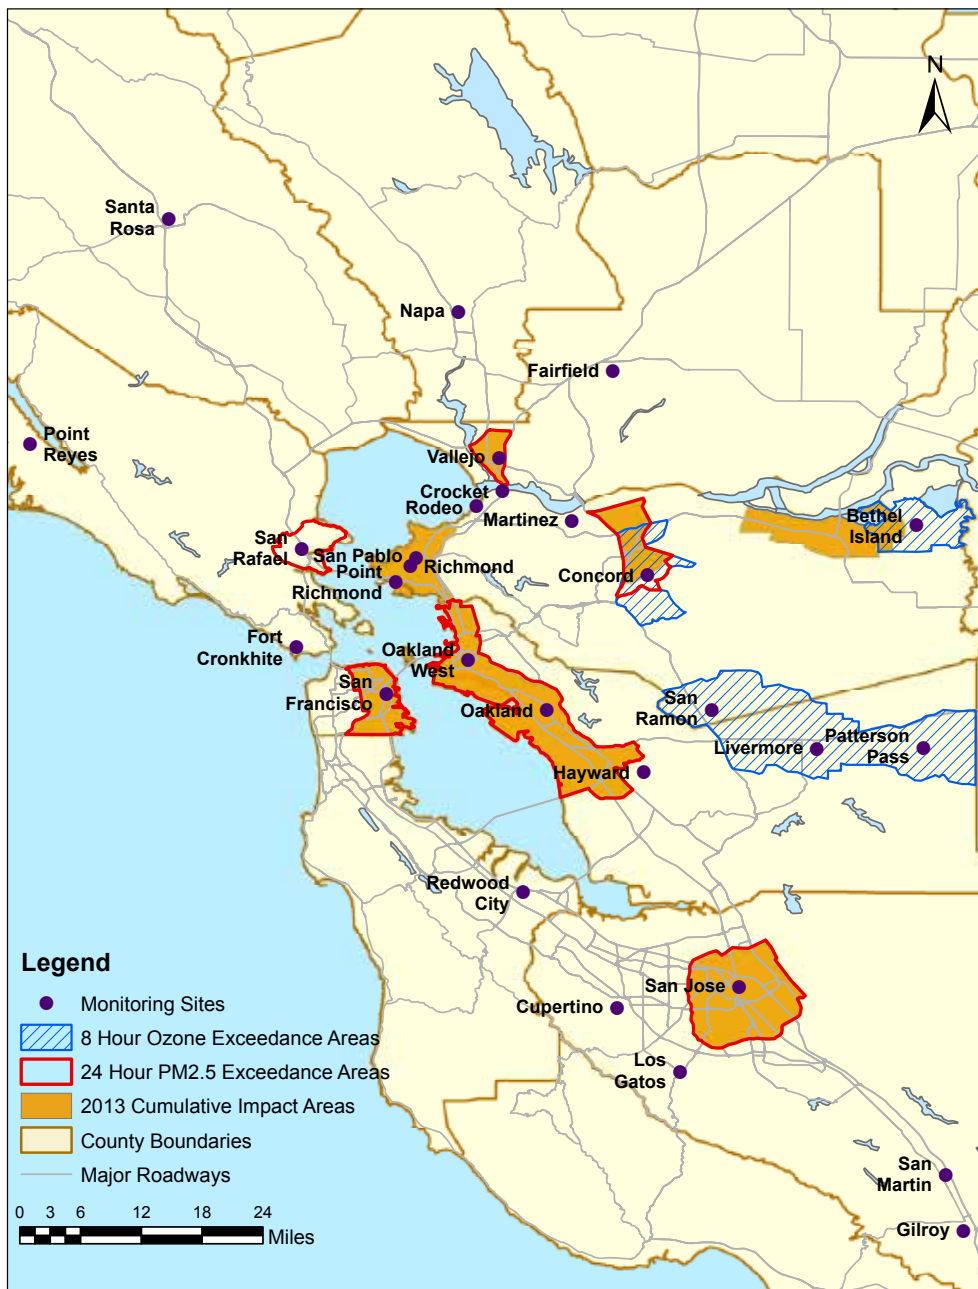 N
Santa
Rosa
Napa
Fairfield
Point
Reyes
Vallejo
Crocket
Rodeo
Martinez
Bethel
Island
San
Rafael
San Pablo
Richmond
Point
Richmond
Concord
Fort
Cronkhite
Oakland
West
San
Francisco
Oakland
San
Ramon
Livermore
Patterson
Pass
Hayward
Redwood
City
San Jose
Cupertino
Los
Gatos
San
Martin
Gilroy
Legend
Monitoring Sites
8 Hour Ozone Exceedance Areas
24 Hour PM2.5 Exceedance Areas
2013 Cumulative Impact Areas
County Boundaries
Major Roadways
0 3 6 12 18 24
Miles